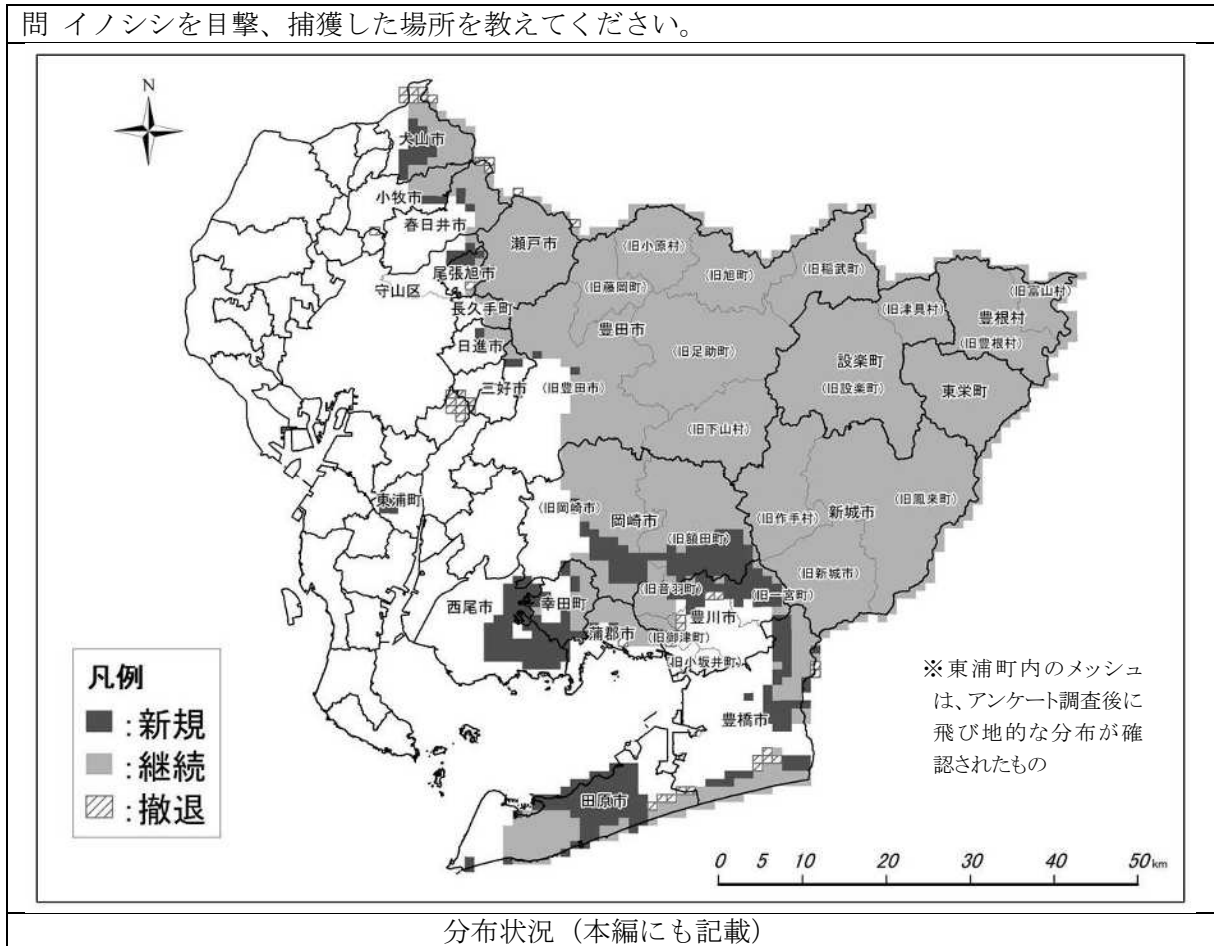 問 イノシシを目撃、捕獲した場所を教えてください。
N
犬山市
小牧市
春日井市
瀬戸市
尾張旭市
守山区
長久手町
日進市
三好市
東浦町
(旧小原村)
(旧旭町)
(旧稲武町)
(旧藤岡町)
豊田市
(旧足助町)
(旧豊田市)
(旧下山村)
(旧津具村)
(旧富山村)
豊根村
(旧豊根村)
設楽町
(旧設楽町)
東栄町
(旧岡崎市)
岡崎市
(旧額田町)
(旧作手村)
新城市
(旧鳳来町)
(旧新城市)
(旧音羽町)
(旧一宮町)
西尾市
幸田町
蒲郡市
豊川市
(旧御津町)
(旧小坂井町)
豊橋市
田原市
凡例
:新規
:継続
:撤退
※東浦町内のメッシュ
は、アンケート調査後に
飛び地的な分布が確
認されたもの
0 5 10 20 30 40 50 km
分布状況（本編にも記載）